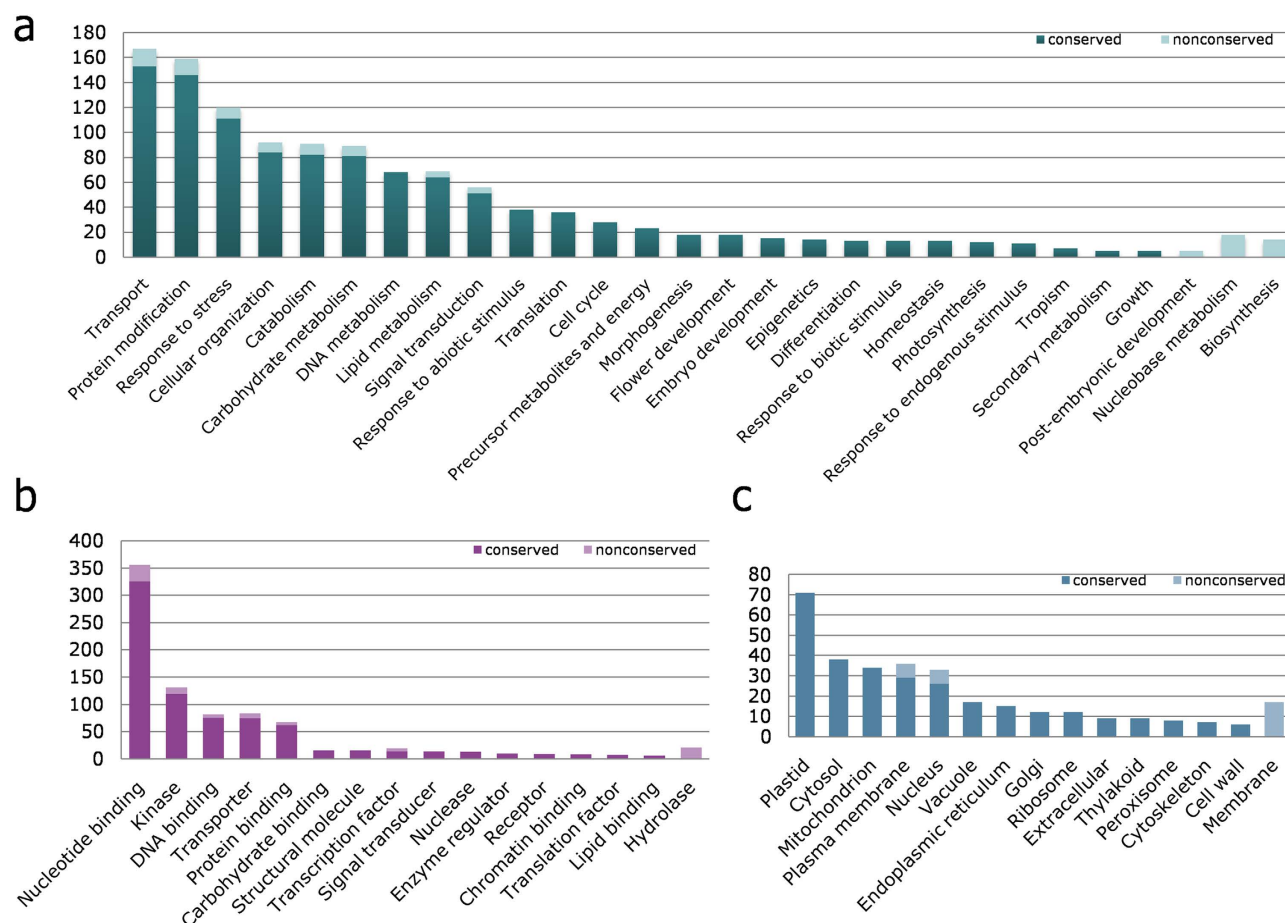 a
conserved nonconserved
180
160
140
120
100
80
60
40
20
0
Transport
Protein modification
Response to stress
Cellular organization
Catabolism
Carbohydrate metabolism
DNA metabolism
Lipid metabolism
Signal transduction
Response to abiotic stimulus
Translation
Cell cycle
Precursor metabolites and energy
Morphogenesis
Flower development
Embryo development
Epigenetics
Differentiation
Response to biotic stimulus
Homeostasis
Photosynthesis
Response to endogenous stimulus
Tropism
Secondary metabolism
Growth
Post-embryonic development
Nucleobase metabolism
Biosynthesis
b
conserved nonconserved
400
350
300
250
200
150
100
50
0
Nucleotide binding
Kinase
DNA binding
Transporter
Protein binding
Carbohydrate binding
Structural molecule
Transcription factor
Signal transducer
Nuclease
Enzyme regulator
Receptor
Chromatin binding
Translation factor
Lipid binding
Hydrolase
c
conserved nonconserved
80
70
60
50
40
30
20
10
0
Plastid
Cytosol
Mitochondrion
Plasma membrane
Nucleus
Vacuole
Endoplasmic reticulum
Golgi
Ribosome
Extracellular
Thylakoid
Peroxisome
Cytoskeleton
Cell wall
Membrane